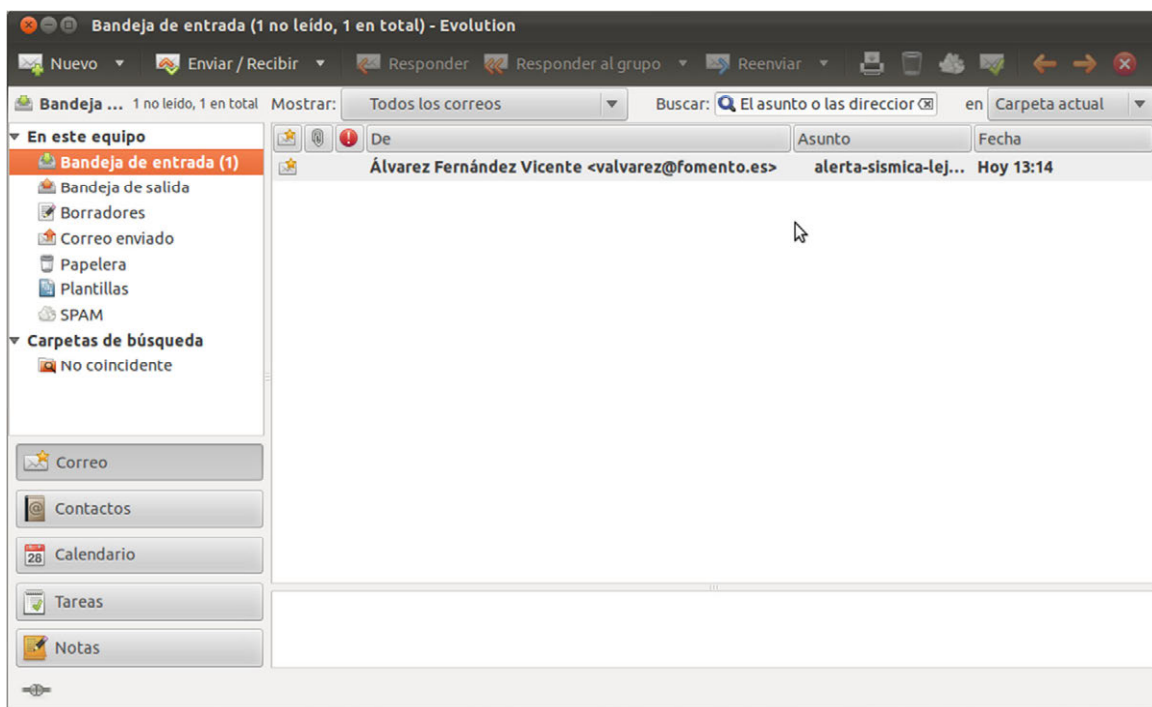 Bandeja de entrada (1 no leído, 1 en total) - Evolution
Nuevo Enviar / Recibir Responder Responder al grupo Reenviar
Bandeja ... 1 no leído, 1 en total Mostrar: Todos los correos Buscar: El asunto o las direccior en Carpeta actual
En este equipo
De Asunto Fecha
Bandeja de entrada (1)
Álvarez Fernández Vicente <valvarez@fomento.es> alerta-sismica-lej... Hoy 13:14
Bandeja de salida
Borradores
Correo enviado
Papelera
Plantillas
SPAM
Carpetas de búsqueda
No coincidente
Correo
Contactos
28 Calendario
Tareas
Notas